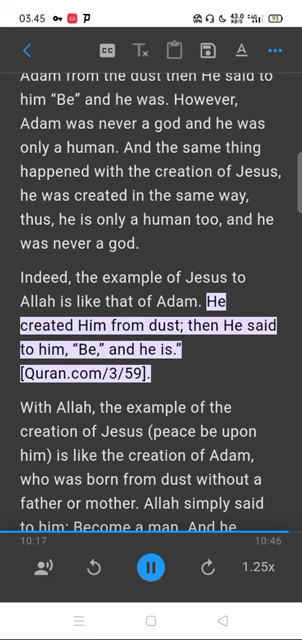 03.45
43.0
KB/S
4G
93
CC
A
Adam from the dust then He said to
him “Be” and he was. However,
Adam was never a god and he was
only a human. And the same thing
happened with the creation of Jesus,
he was created in the same way,
thus, he is only a human too, and he
was never a god.
Indeed, the example of Jesus to
Allah is like that of Adam. He
created Him from dust; then He said
to him, “Be,” and he is.”
[Quran.com/3/59].
With Allah, the example of the
creation of Jesus (peace be upon
him) is like the creation of Adam,
who was born from dust without a
father or mother. Allah simply said
to him: Become a man. And he
10:17
10:46
1.25x